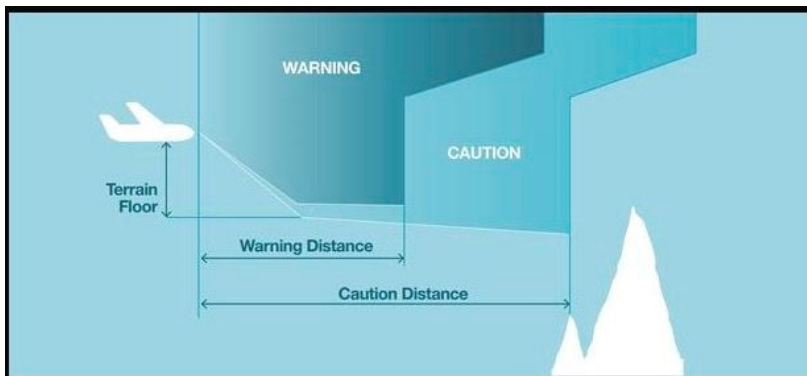 WARNING
CAUTION
Terrain
Floor
Warning Distance
Caution Distance